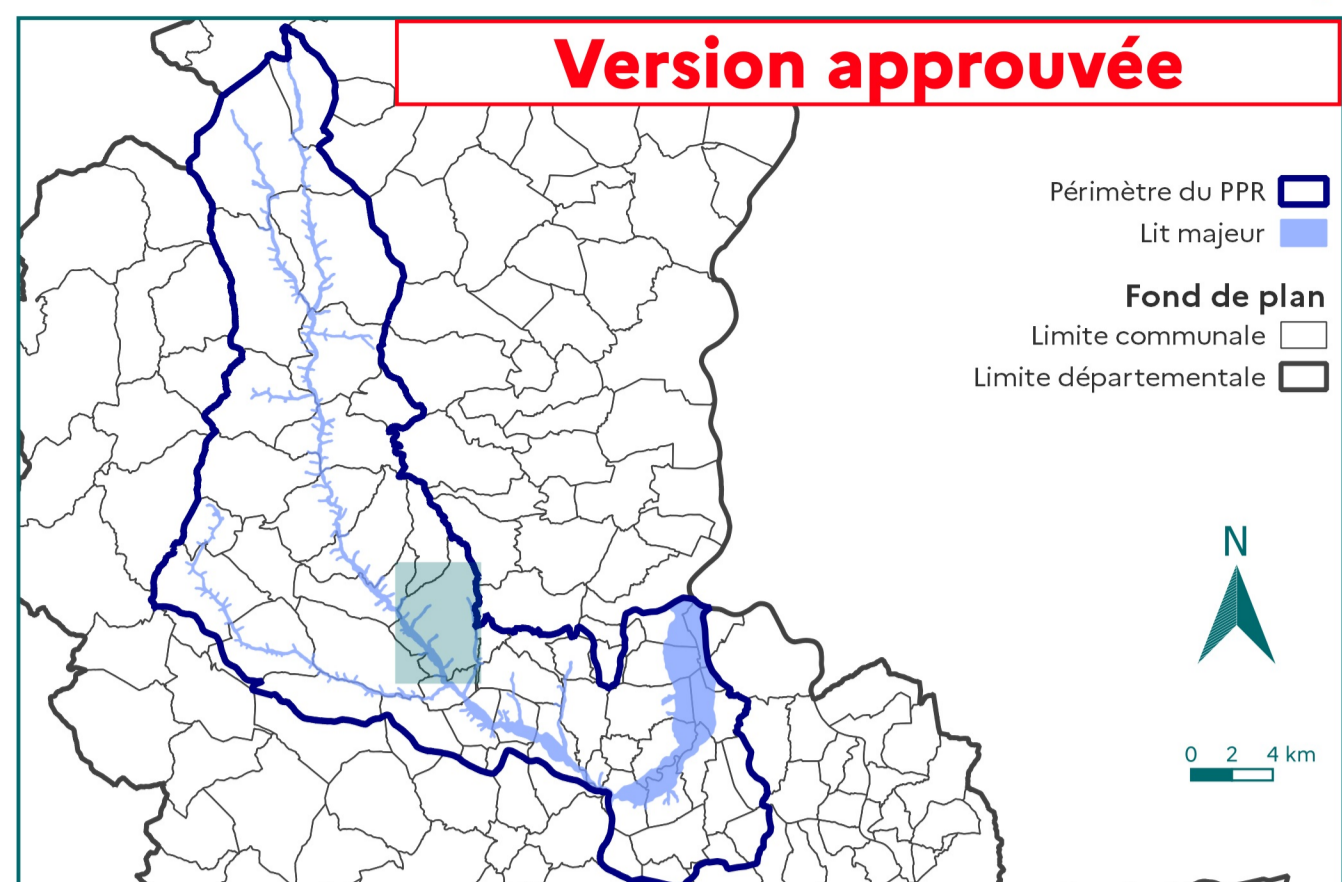 Version approuvée
Périmètre du PPR
Lit majeur
Fond de plan
Limite communale
Limite départementale
N
0 2 4 km